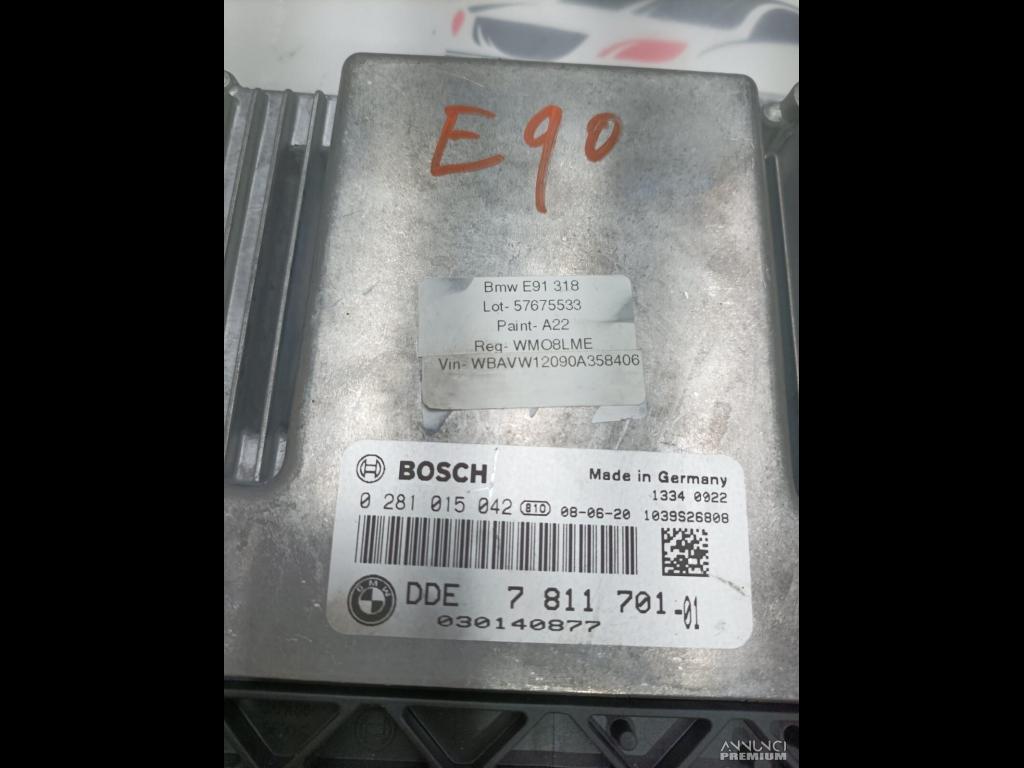 E90
Bmw E91 318
Lot- 57675533
Paint- A22
Reg- WMO8LME
Vin- WBAVW12090A358406
BOSCH
Made in Germany
1334 0922
0 281 015 042 810 08-06-20 1039S26808
BMW
DDE 7 811 701-01
030140877
ANNUNCI
PREMIUM